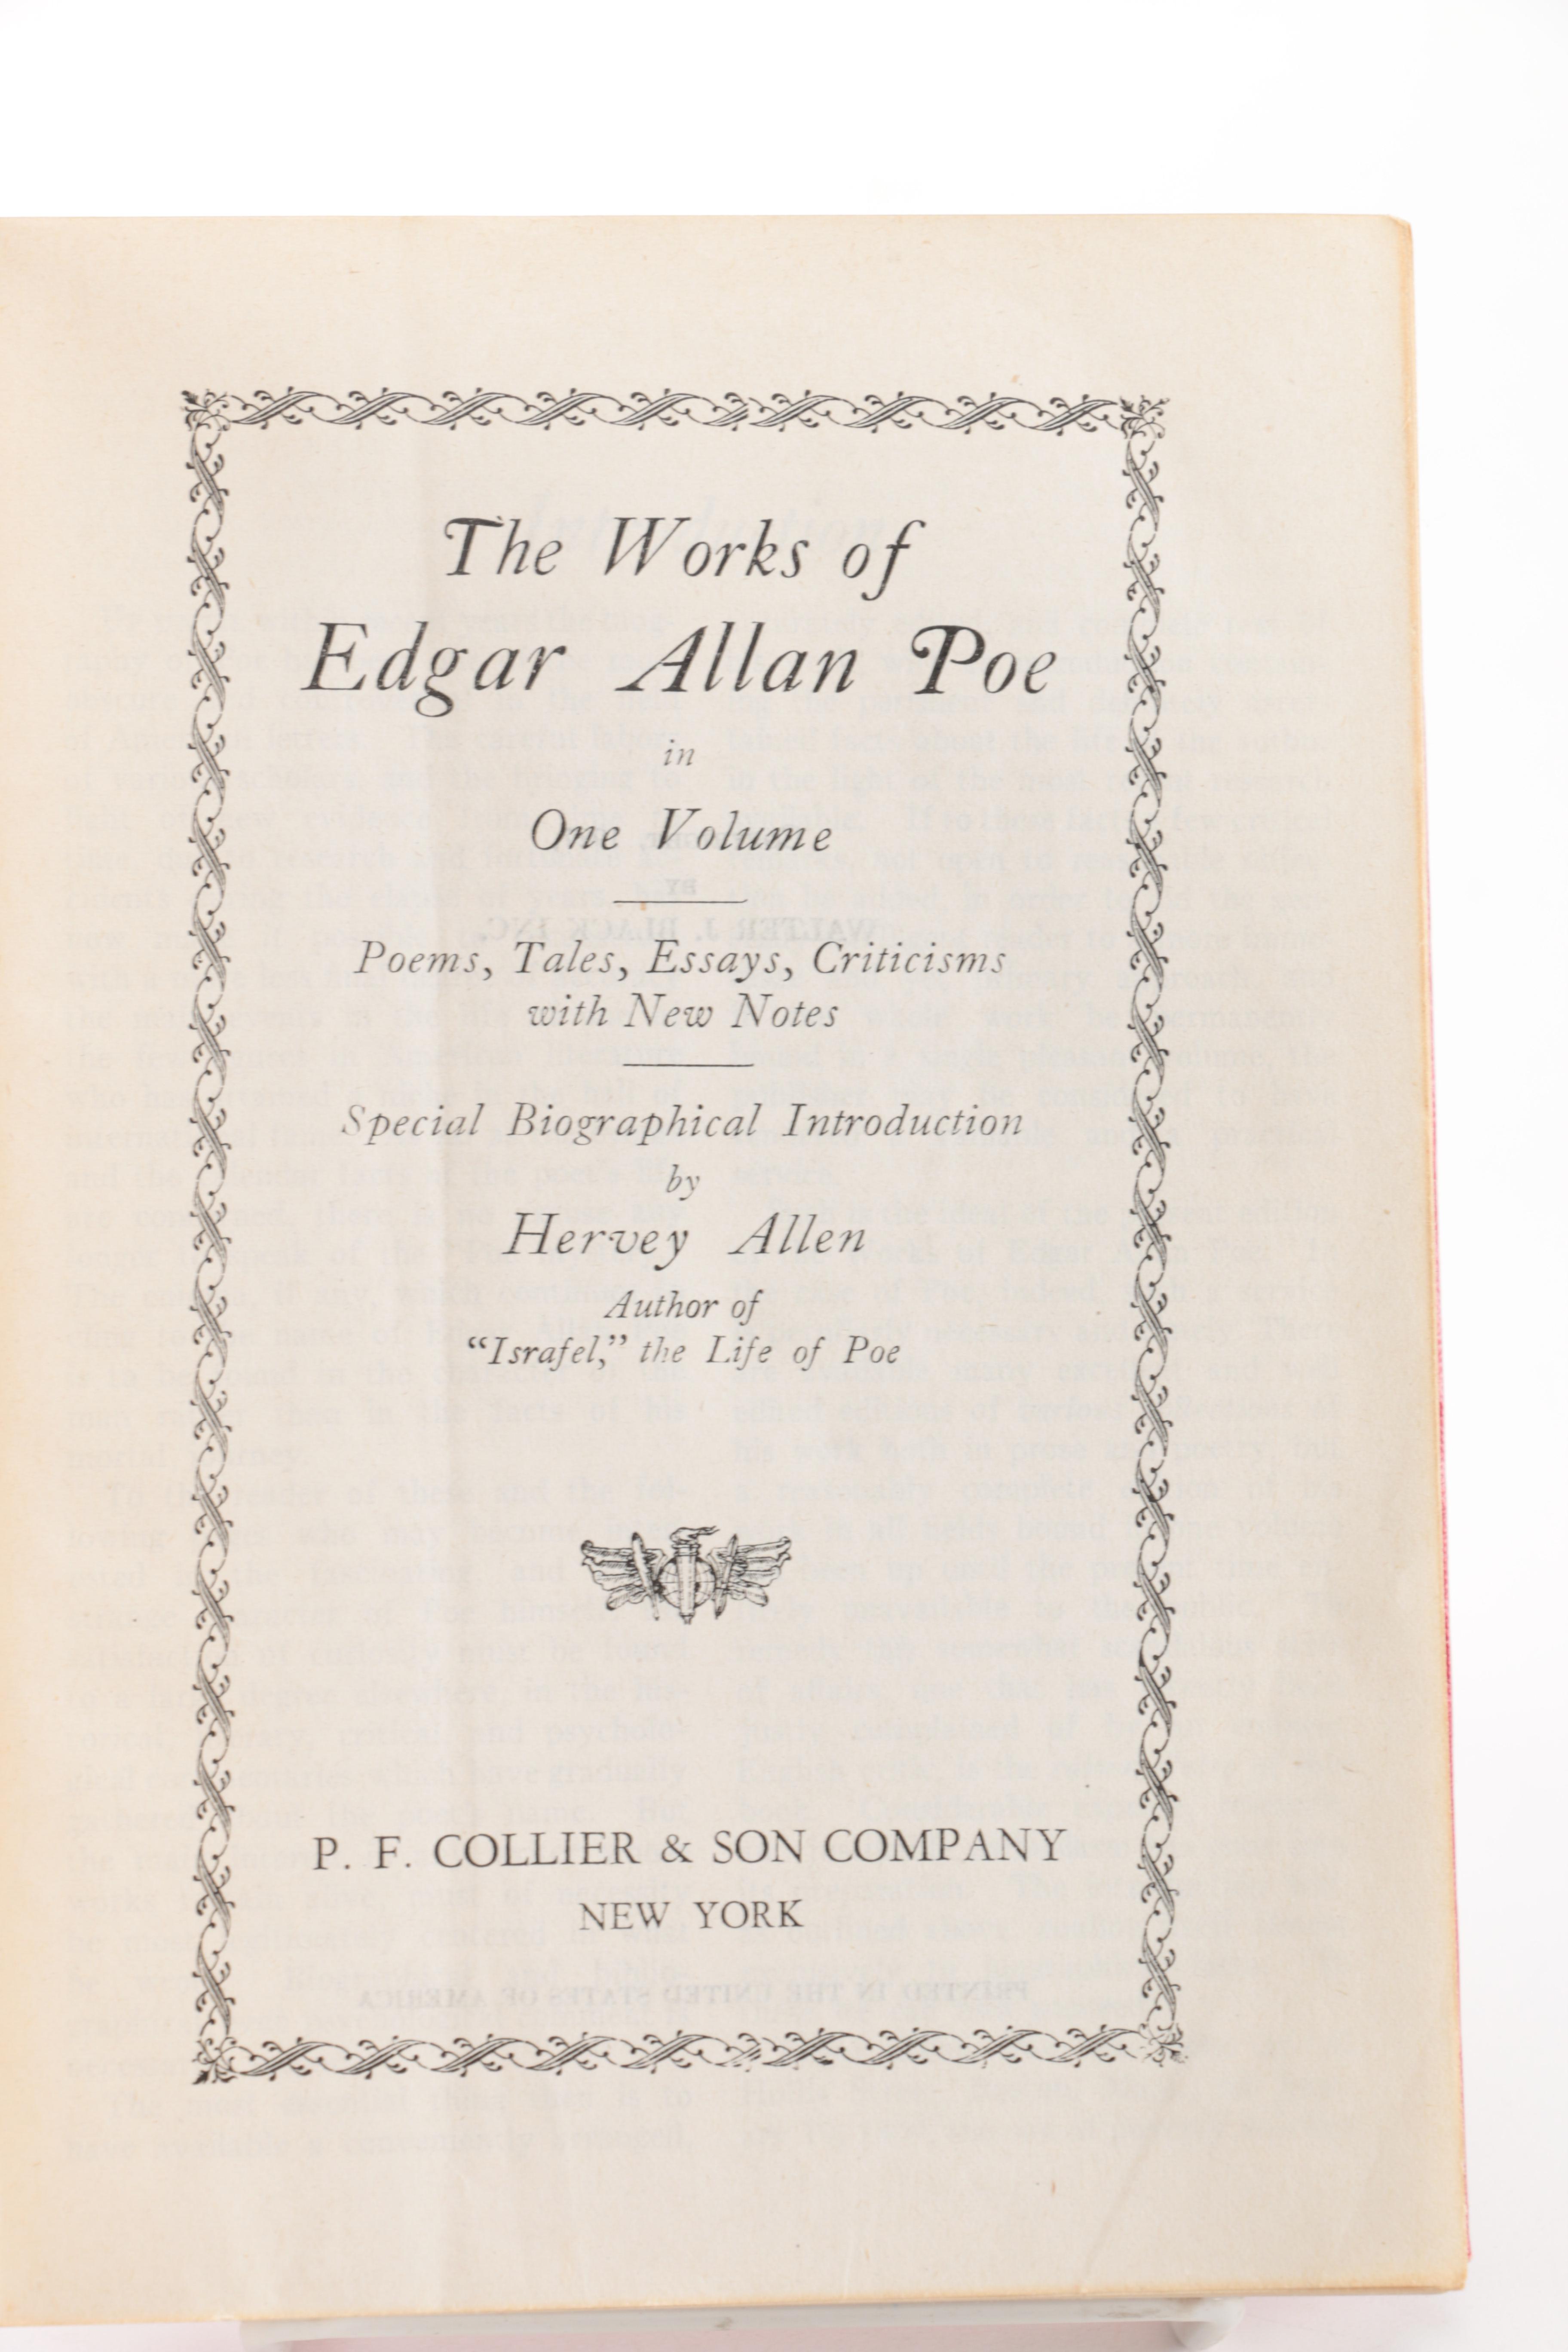 The Works of
Edgar Allan Poe
in
One Volume
Poems, Tales, Essays, Criticisms
with New Notes
Special Biographical Introduction
by
Hervey Allen
Author of
“Israfel,” the Life of Poe
P. F. COLLIER & SON COMPANY
NEW YORK